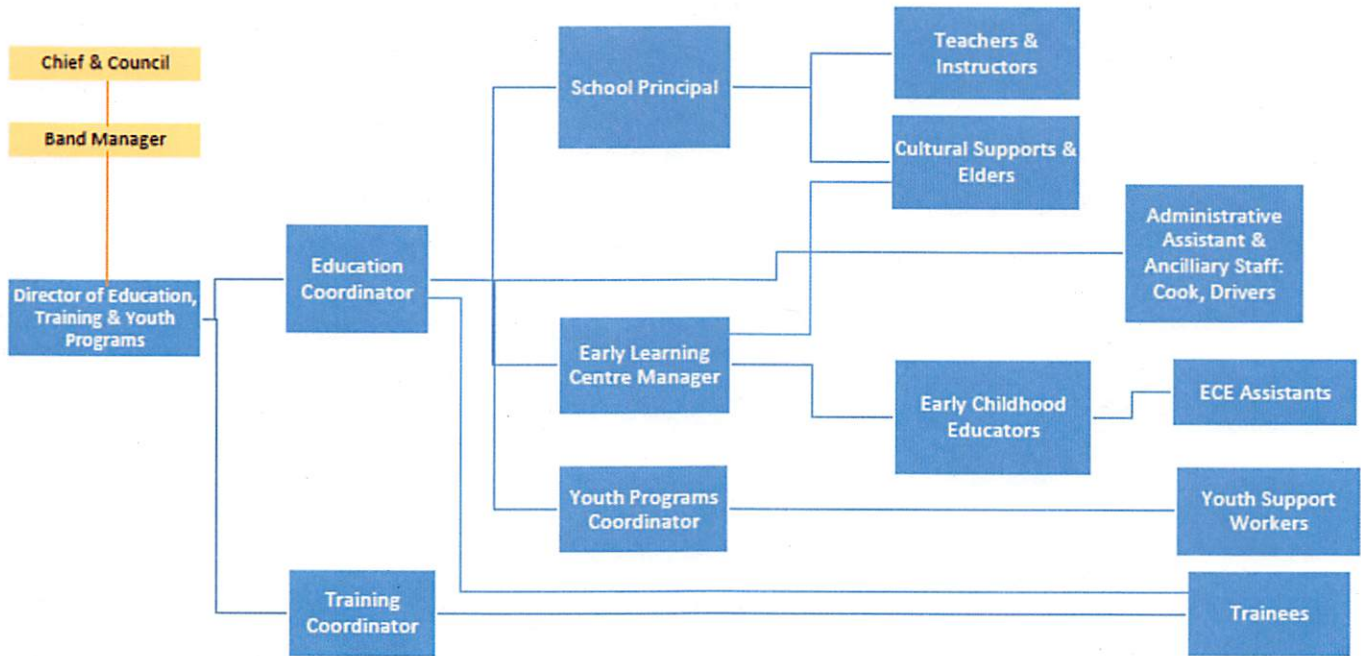 Chief & Council
Band Manager
Director of Education,
Training & Youth
Programs
Education
Coordinator
Training
Coordinator
School Principal
Early Learning
Centre Manager
Youth Programs
Coordinator
Teachers &
Instructors
Cultural Supports &
Elders
Early Childhood
Educators
Administrative
Assistant &
Ancilliary Staff:
Cook, Drivers
ECE Assistants
Youth Support
Workers
Trainees